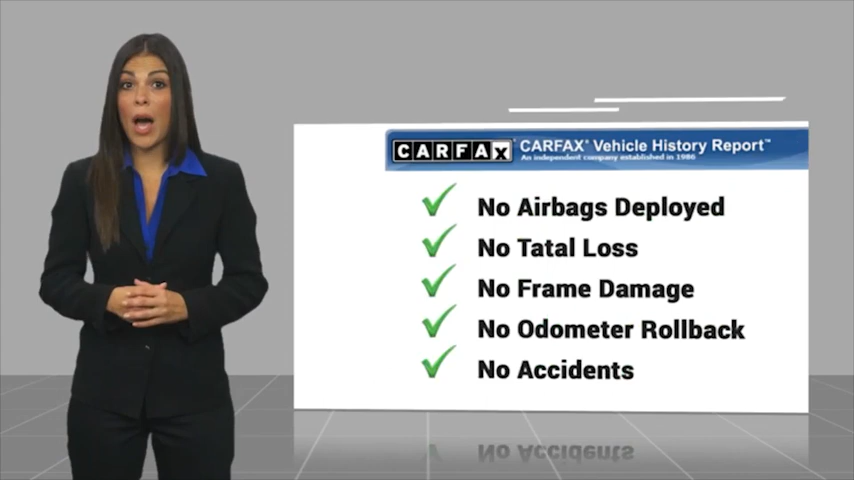 CARFAX CARFAX® Vehicle History Report™
An independent company established in 1986
No Airbags Deployed
No Tatal Loss
No Frame Damage
No Odometer Rollback
No Accidents
No Accidents